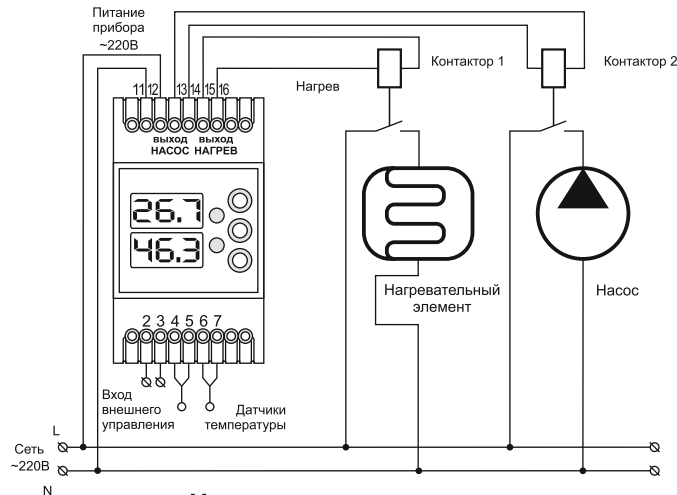 Питание
прибора
~220В
Контактор 1
Контактор 2
Нагрев
11 12 13 14 15 16
выход выход
НАСОС НАГРЕВ
26.7
46.3
Нагревательный
элемент
Насос
2 3 4 5 6 7
Вход
внешнего
управления
Датчики
температуры
L
Сеть
~220В
N